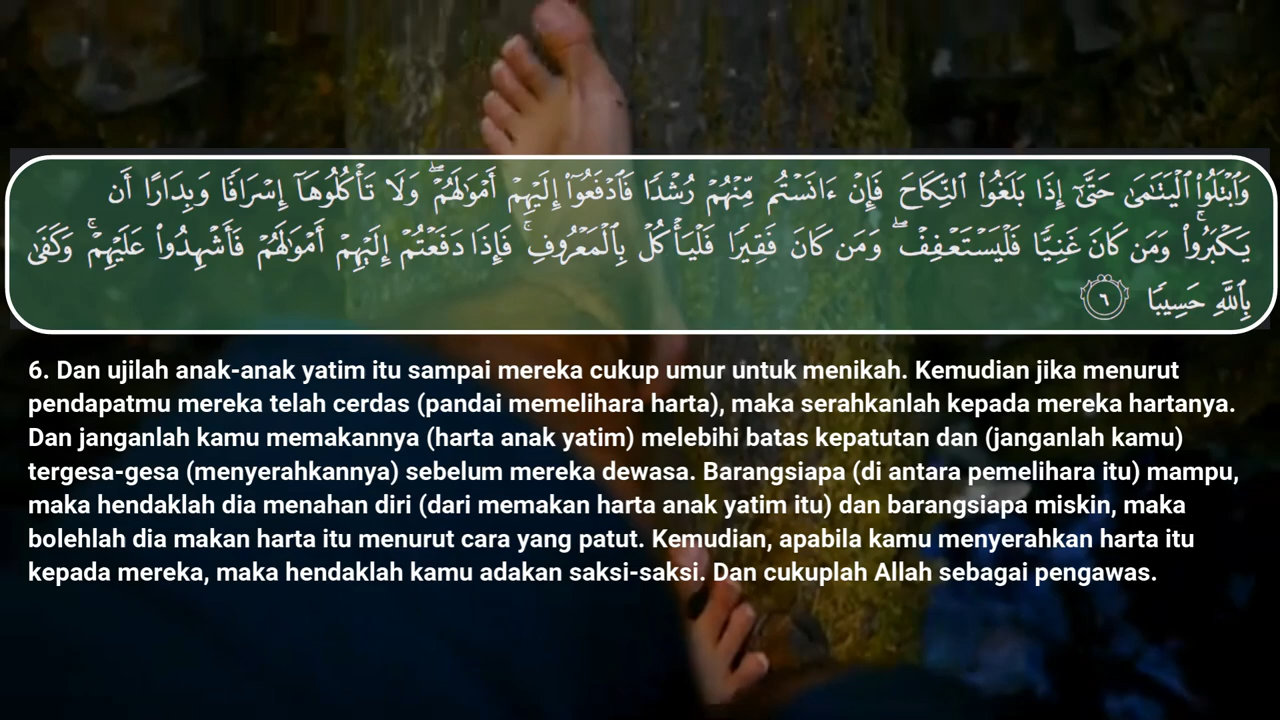 وَٱبۡتَلُواْ ٱلۡيَتَٰمَىٰ حَتَّىٰٓ إِذَا بَلَغُواْ ٱلنِّكَاحَ فَإِنۡ ءَانَسۡتُم مِّنۡهُمۡ رُشۡدٗا فَٱدۡفَعُوٓاْ إِلَيۡهِمۡ أَمۡوَٰلَهُمۡۖ وَلَا تَأۡكُلُوهَآ إِسۡرَافٗا وَبِدَارًا أَن
يَكۡبَرُواْۚ وَمَن كَانَ غَنِيّٗا فَلۡيَسۡتَعۡفِفۡۖ وَمَن كَانَ فَقِيرٗا فَلۡيَأۡكُلۡ بِٱلۡمَعۡرُوفِۚ فَإِذَا دَفَعۡتُمۡ إِلَيۡهِمۡ أَمۡوَٰلَهُمۡ فَأَشۡهِدُواْ عَلَيۡهِمۡۚ وَكَفَىٰ
بِٱللَّهِ حَسِيبٗا ٦
6. Dan ujilah anak-anak yatim itu sampai mereka cukup umur untuk menikah. Kemudian jika menurut
pendapatmu mereka telah cerdas (pandai memelihara harta), maka serahkanlah kepada mereka hartanya.
Dan janganlah kamu memakannya (harta anak yatim) melebihi batas kepatutan dan (janganlah kamu)
tergesa-gesa (menyerahkannya) sebelum mereka dewasa. Barangsiapa (di antara pemelihara itu) mampu,
maka hendaklah dia menahan diri (dari memakan harta anak yatim itu) dan barangsiapa miskin, maka
bolehlah dia makan harta itu menurut cara yang patut. Kemudian, apabila kamu menyerahkan harta itu
kepada mereka, maka hendaklah kamu adakan saksi-saksi. Dan cukuplah Allah sebagai pengawas.